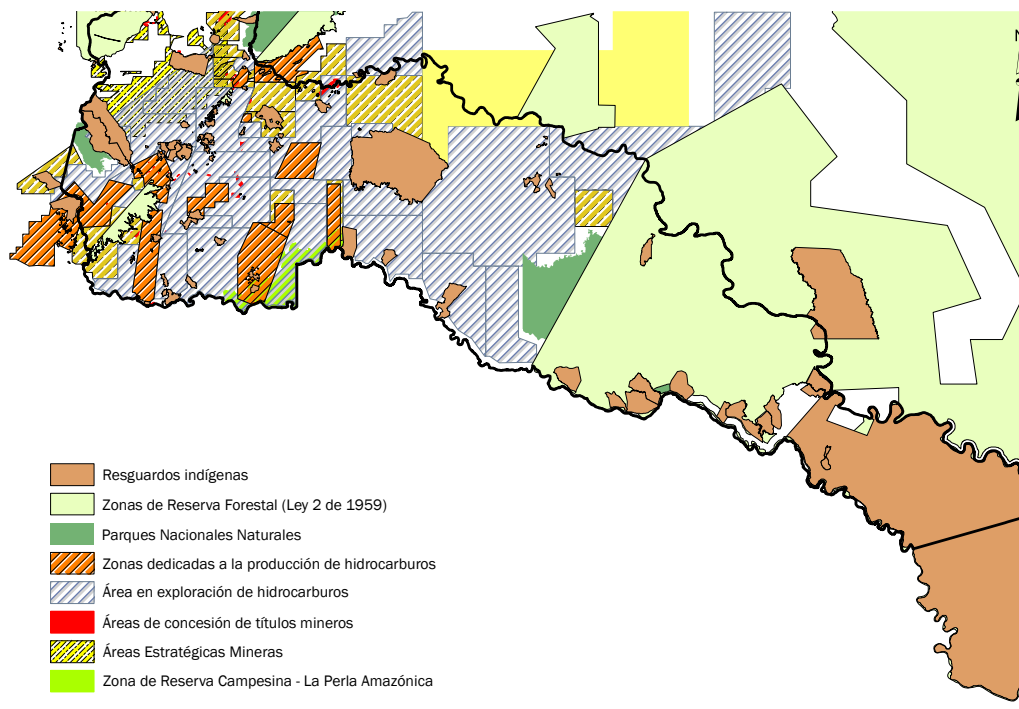 N
Resguardos indígenas
Zonas de Reserva Forestal (Ley 2 de 1959)
Parques Nacionales Naturales
Zonas dedicadas a la producción de hidrocarburos
Área en exploración de hidrocarburos
Áreas de concesión de títulos mineros
Áreas Estratégicas Mineras
Zona de Reserva Campesina - La Perla Amazónica